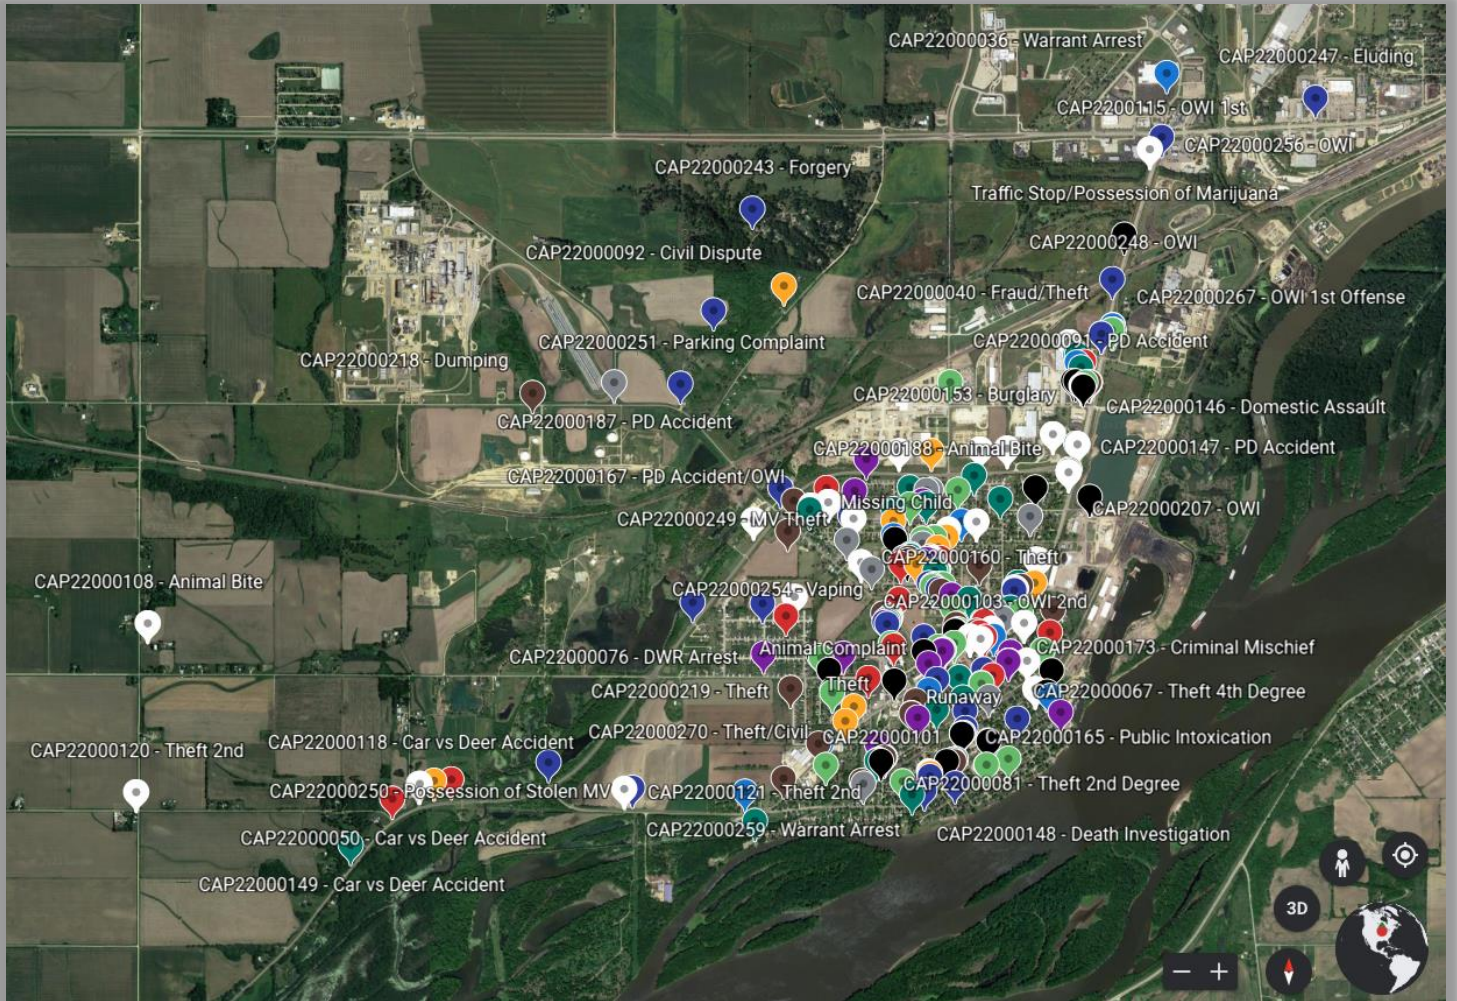 CAP22000036 - Warrant Arrest
CAP22000247 - Eluding
CAP2200115 - OWI 1st
CAP22000256 - OWI
CAP22000243 - Forgery
Traffic Stop/Possession of Marijuana
CAP22000248 - OWI
CAP22000092 - Civil Dispute
CAP22000040 - Fraud/Theft
CAP22000267 - OWI 1st Offense
CAP22000251 - Parking Complaint
CAP22000091 - PD Accident
CAP22000218 - Dumping
CAP22000153 - Burglary
CAP22000146 - Domestic Assault
CAP22000187 - PD Accident
CAP22000188 - Animal Bite
CAP22000147 - PD Accident
CAP22000167 - PD Accident/OWI
Missing Child
CAP22000207 - OWI
CAP22000249 - MV Theft
CAP22000160 - Theft
CAP22000108 - Animal Bite
CAP22000254 - Vaping
CAP22000103 - OWI 2nd
CAP22000076 - DWR Arrest
Animal Complaint
CAP22000173 - Criminal Mischief
CAP22000219 - Theft
Theft
Runaway
CAP22000067 - Theft 4th Degree
CAP22000270 - Theft/Civil
CAP22000101
CAP22000165 - Public Intoxication
CAP22000120 - Theft 2nd
CAP22000118 - Car vs Deer Accident
CAP22000250 - Possession of Stolen MV
CAP22000121 - Theft 2nd
CAP22000081 - Theft 2nd Degree
CAP22000050 - Car vs Deer Accident
CAP22000259 - Warrant Arrest
CAP22000148 - Death Investigation
CAP22000149 - Car vs Deer Accident
3D